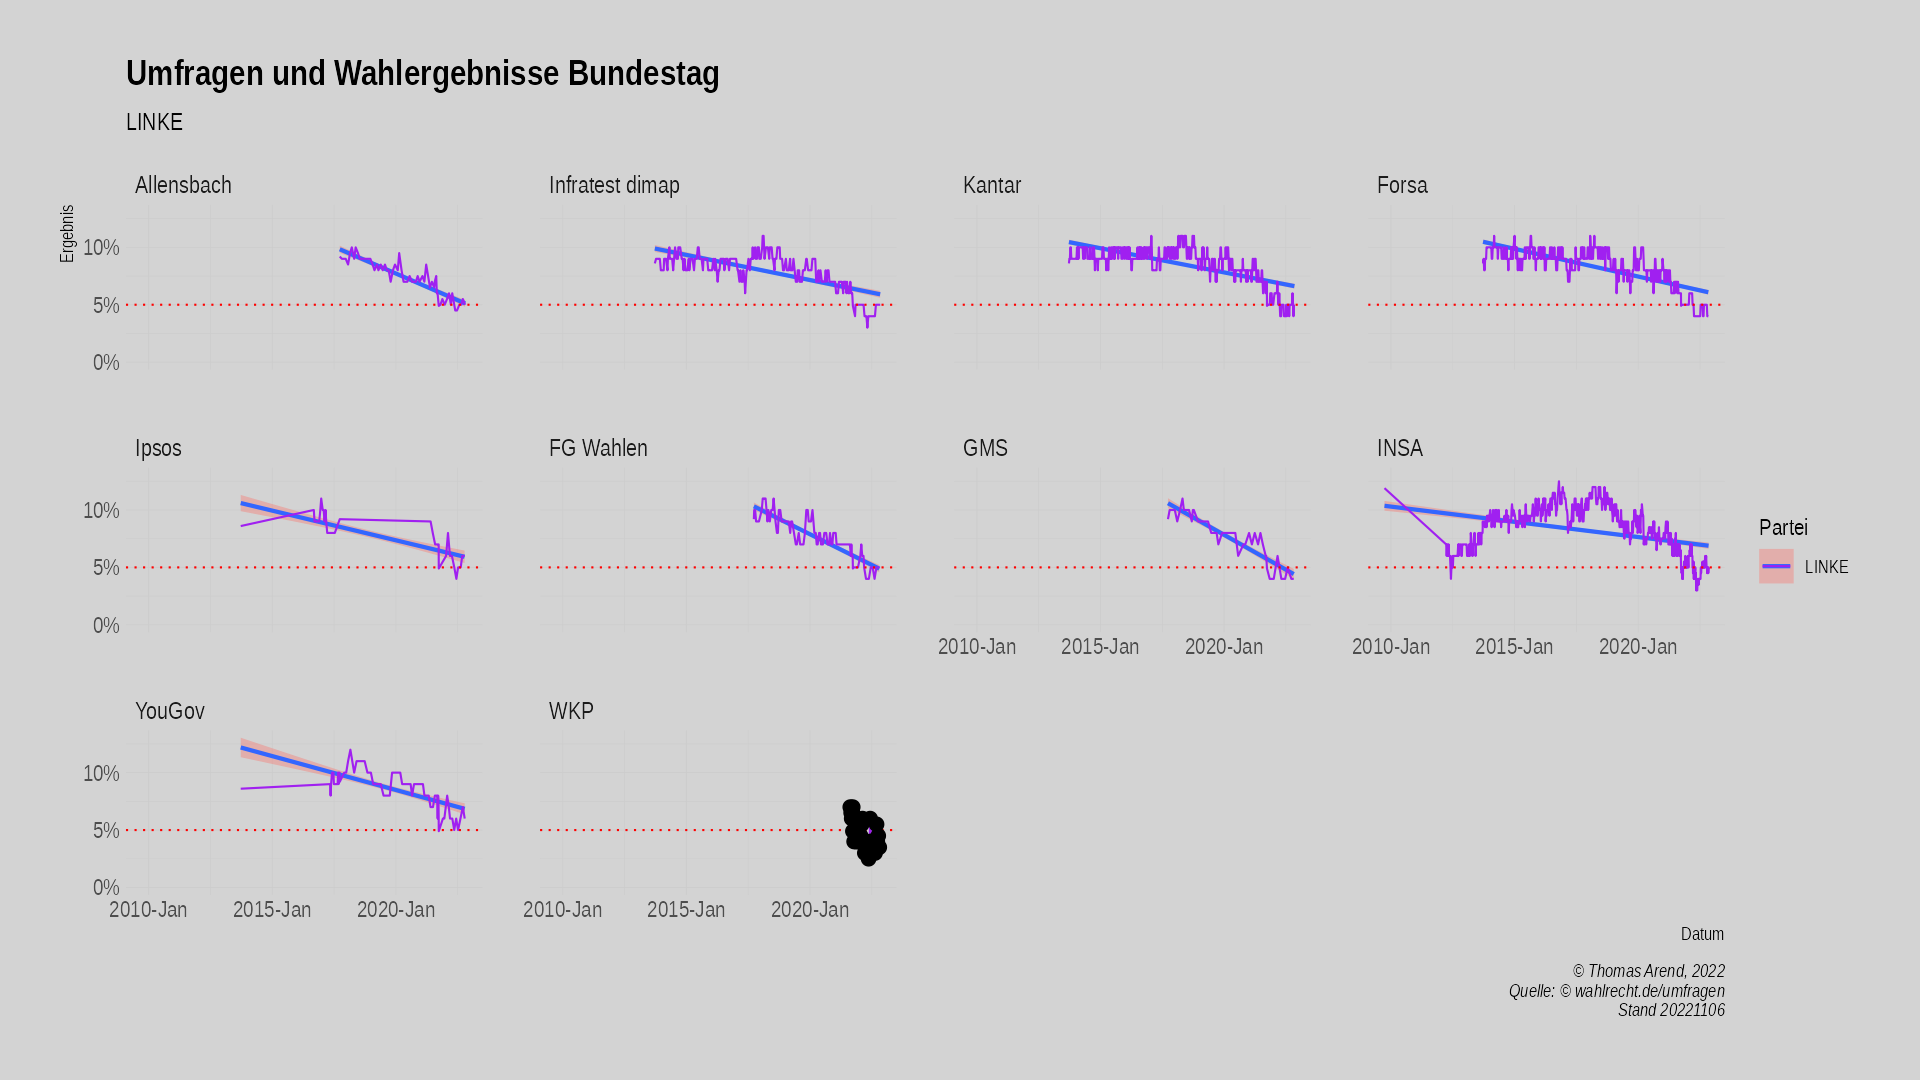 Umfragen und Wahlergebnisse Bundestag
LINKE
Allensbach
Infratest dimap
Kantar
Forsa
Ergebnis
10%
5%
0%
Ipsos
FG Wahlen
GMS
INSA
10%
5%
0%
2010-Jan 2015-Jan 2020-Jan
2010-Jan 2015-Jan 2020-Jan
Partei
LINKE
YouGov
WKP
10%
5%
0%
2010-Jan 2015-Jan 2020-Jan
2010-Jan 2015-Jan 2020-Jan
Datum
© Thomas Arend, 2022
Quelle: © wahlrecht.de/umfragen
Stand 20221106